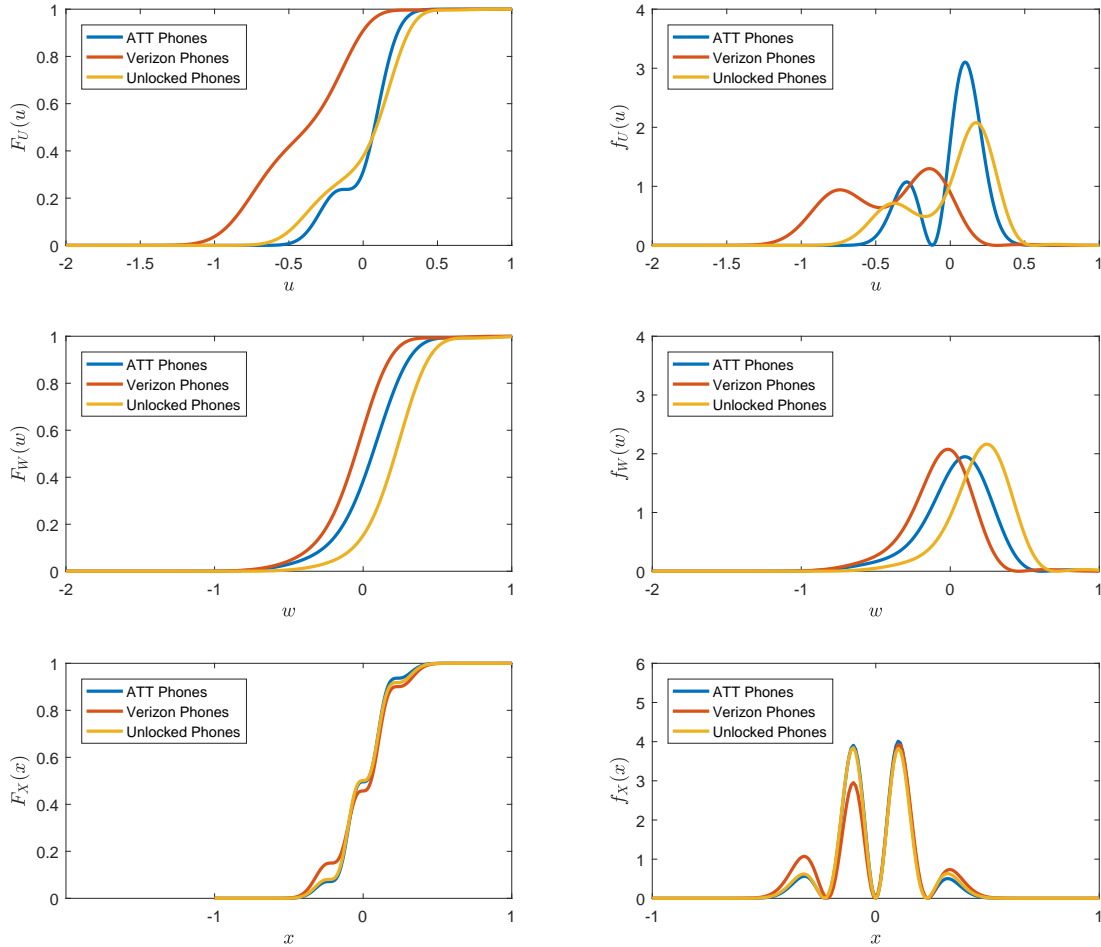 1
0.8
0.6
0.4
0.2
0
F_U(u)
ATT Phones
Verizon Phones
Unlocked Phones
-2 -1.5 -1 -0.5 0 0.5 1
u
4
3
2
1
0
f_U(u)
ATT Phones
Verizon Phones
Unlocked Phones
-2 -1.5 -1 -0.5 0 0.5 1
u
1
0.8
0.6
0.4
0.2
0
F_W(w)
ATT Phones
Verizon Phones
Unlocked Phones
-2 -1 0 1
w
4
3
2
1
0
f_W(w)
ATT Phones
Verizon Phones
Unlocked Phones
-2 -1 0 1
w
1
0.8
0.6
0.4
0.2
0
F_X(x)
ATT Phones
Verizon Phones
Unlocked Phones
-1 0 1
x
6
5
4
3
2
1
0
f_X(x)
ATT Phones
Verizon Phones
Unlocked Phones
-1 0 1
x